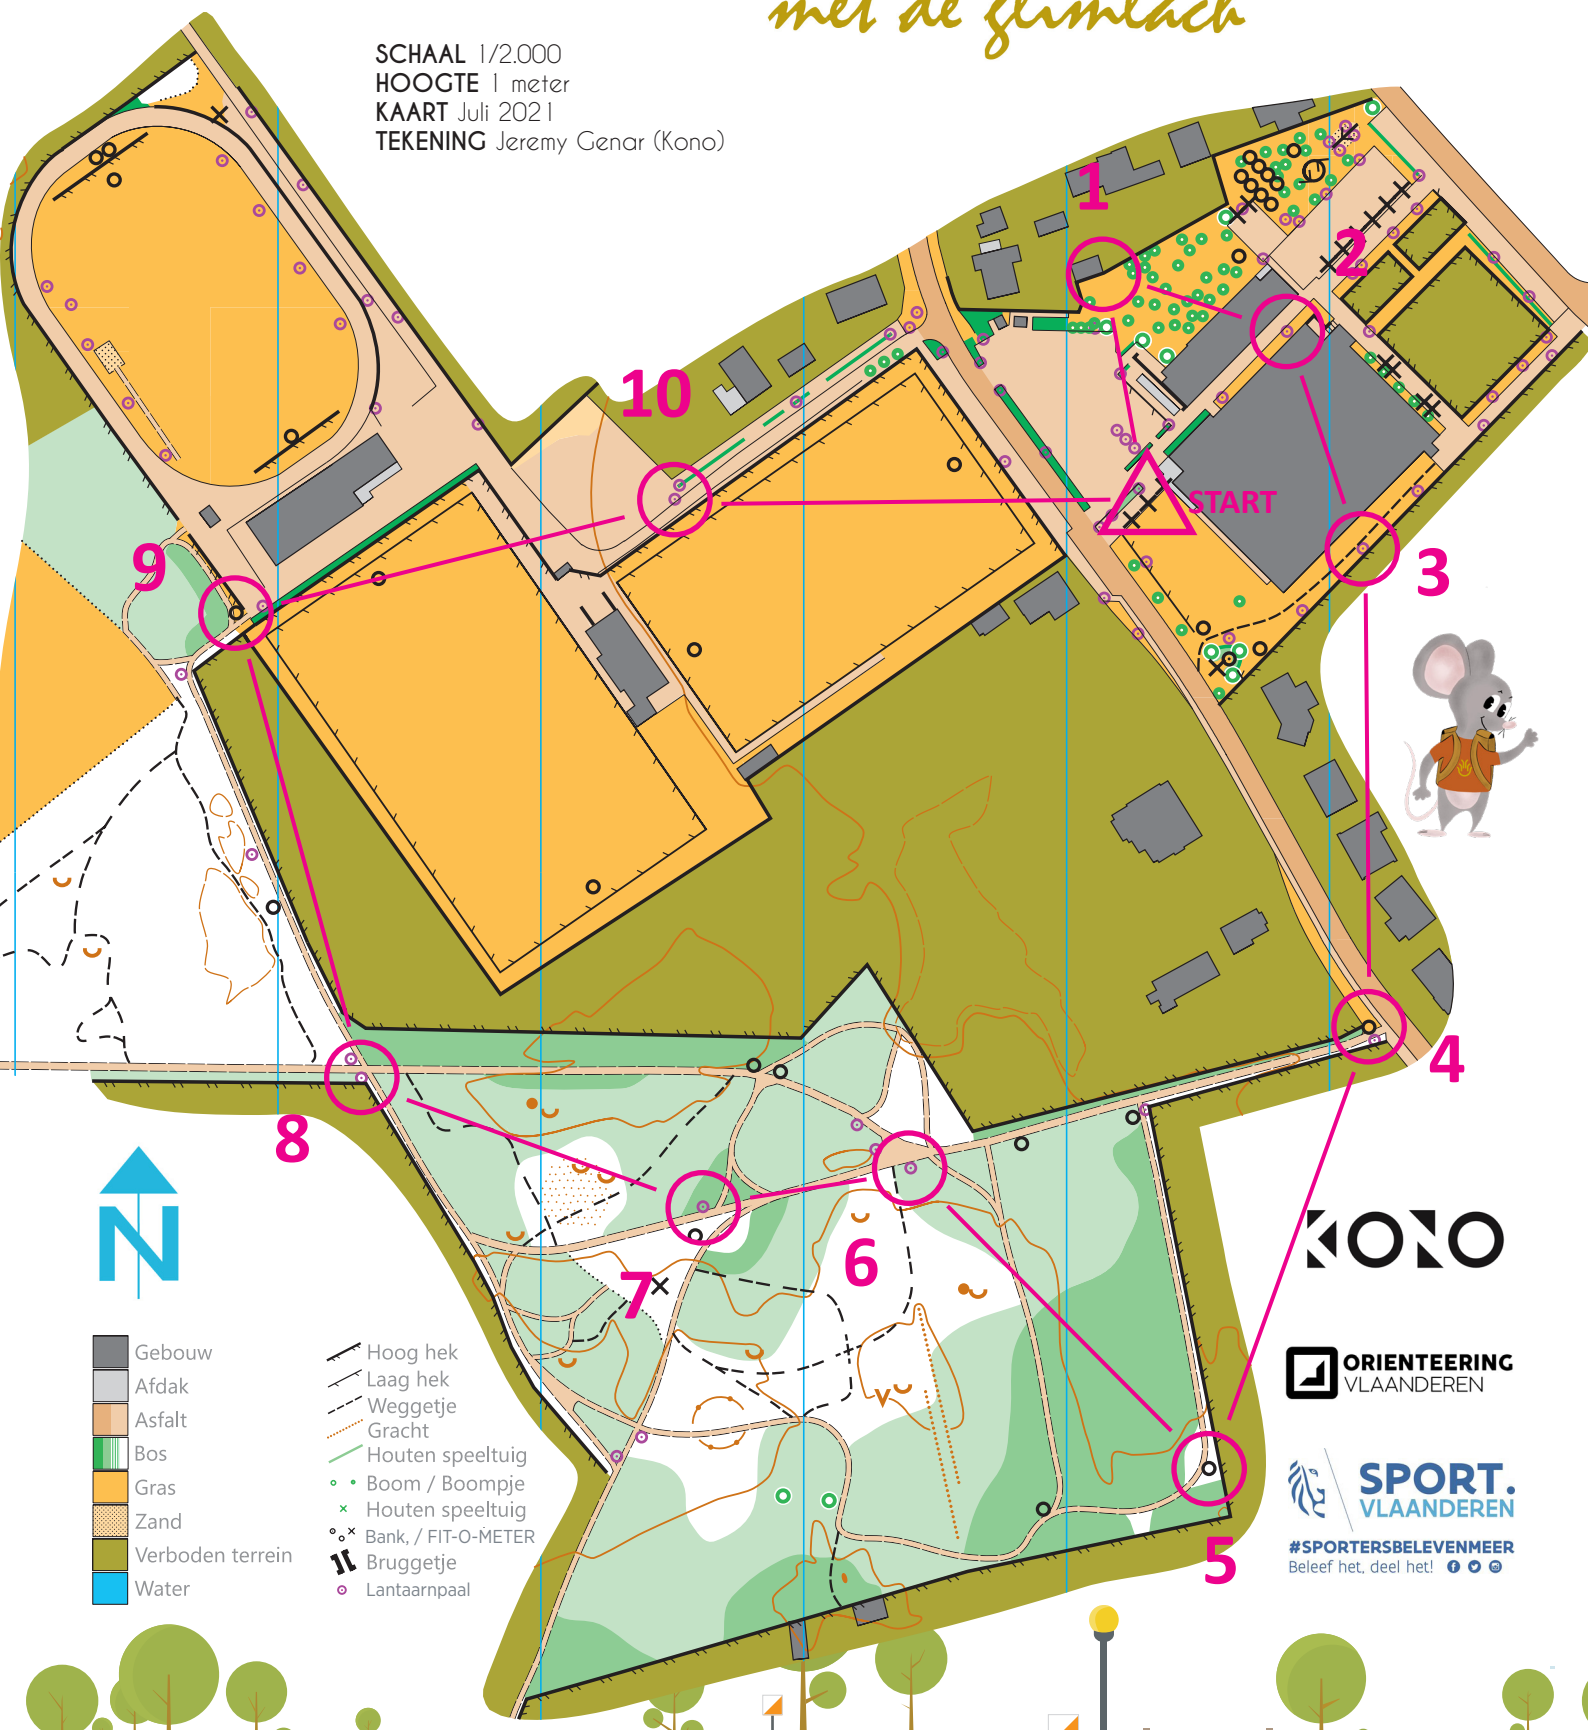 met de glimlach
SCHAAL 1/2.000
HOOGTE 1 meter
KAART Juli 2021
TEKENING Jeremy Genar (Kono)
1
2
10
START
9
3
4
8
6
7
5
N
Gebouw
Afdak
Asfalt
Bos
Gras
Zand
Verboden terrein
Water
Hoog hek
Laag hek
Weggetje
Gracht
Houten speeltuig
Boom / Boompje
Houten speeltuig
Bank, / FIT-O-METER
Bruggetje
Lantaarnpaal
KONO
ORIENTEERING
VLAANDEREN
SPORT.
VLAANDEREN
#SPORTERSBELEVENMEER
Beleef het, deel het!